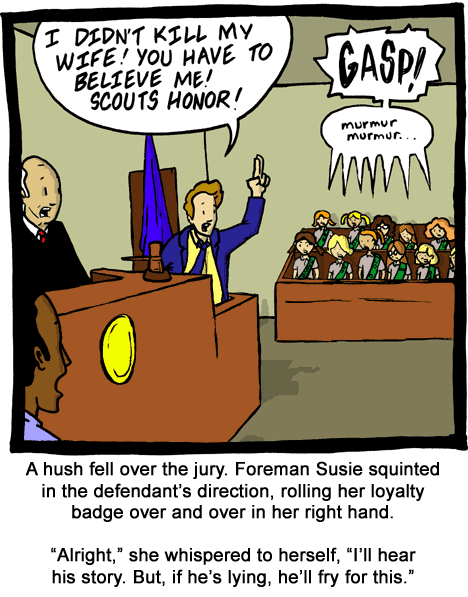 I DIDN'T KILL MY
WIFE! YOU HAVE TO
BELIEVE ME!
SCOUTS HONOR!
GASP!
murmur
murmur...
A hush fell over the jury. Foreman Susie squinted
in the defendant's direction, rolling her loyalty
badge over and over in her right hand.
“Alright,” she whispered to herself, “I'll hear
his story. But, if he's lying, he'll fry for this.”